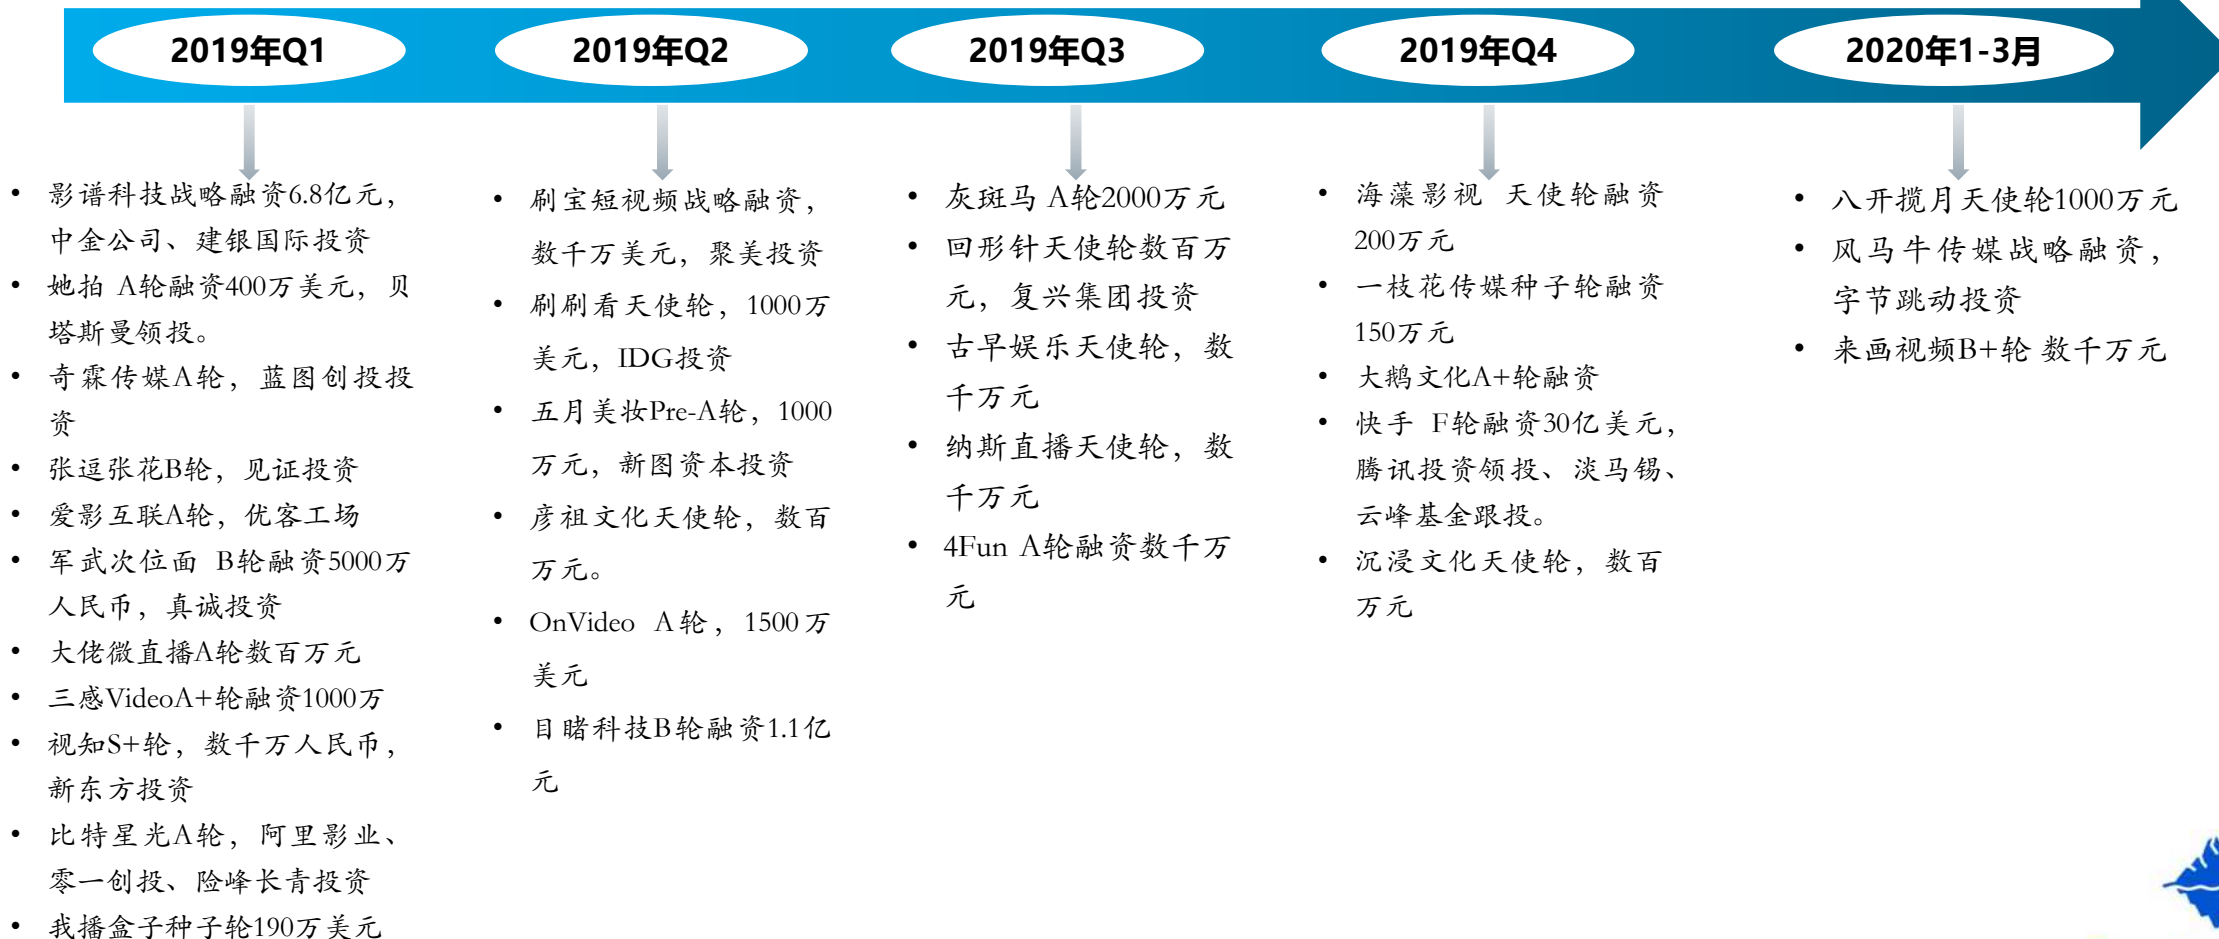 2019年Q1
2019年Q2
2019年Q3
2019年Q4
2020年1-3月
• 影谱科技战略融资6.8亿元，
中金公司、建银国际投资
• 她拍 A轮融资400万美元，贝
塔斯曼领投。
• 奇霖传媒A轮，蓝图创投投
资
• 张逗张花B轮，见证投资
• 爱影互联A轮，优客工场
• 军武次位面 B轮融资5000万
人民币，真诚投资
• 大佬微直播A轮数百万元
• 三感VideoA+轮融资1000万
• 视知S+轮，数千万人民币，
新东方投资
• 比特星光A轮，阿里影业、
零一创投、险峰长青投资
• 我播盒子种子轮190万美元
• 刷宝短视频战略融资，
数千万美元，聚美投资
• 刷刷看天使轮，1000万
美元，IDG投资
• 五月美妆Pre-A轮，1000
万元，新图资本投资
• 彦祖文化天使轮，数百
万元。
• OnVideo A轮，1500万
美元
• 目睹科技B轮融资1.1亿
元
• 灰斑马 A轮2000万元
• 回形针天使轮数百万
元，复兴集团投资
• 古早娱乐天使轮，数
千万元
• 纳斯直播天使轮，数
千万元
• 4Fun A轮融资数千万
元
• 海藻影视 天使轮融资
200万元
• 一枝花传媒种子轮融资
150万元
• 大鹅文化A+轮融资
• 快手 F轮融资30亿美元，
腾讯投资领投、淡马锡、
云峰基金跟投。
• 沉浸文化天使轮，数百
万元
• 八开揽月天使轮1000万元
• 风马牛传媒战略融资，
字节跳动投资
• 来画视频B+轮 数千万元